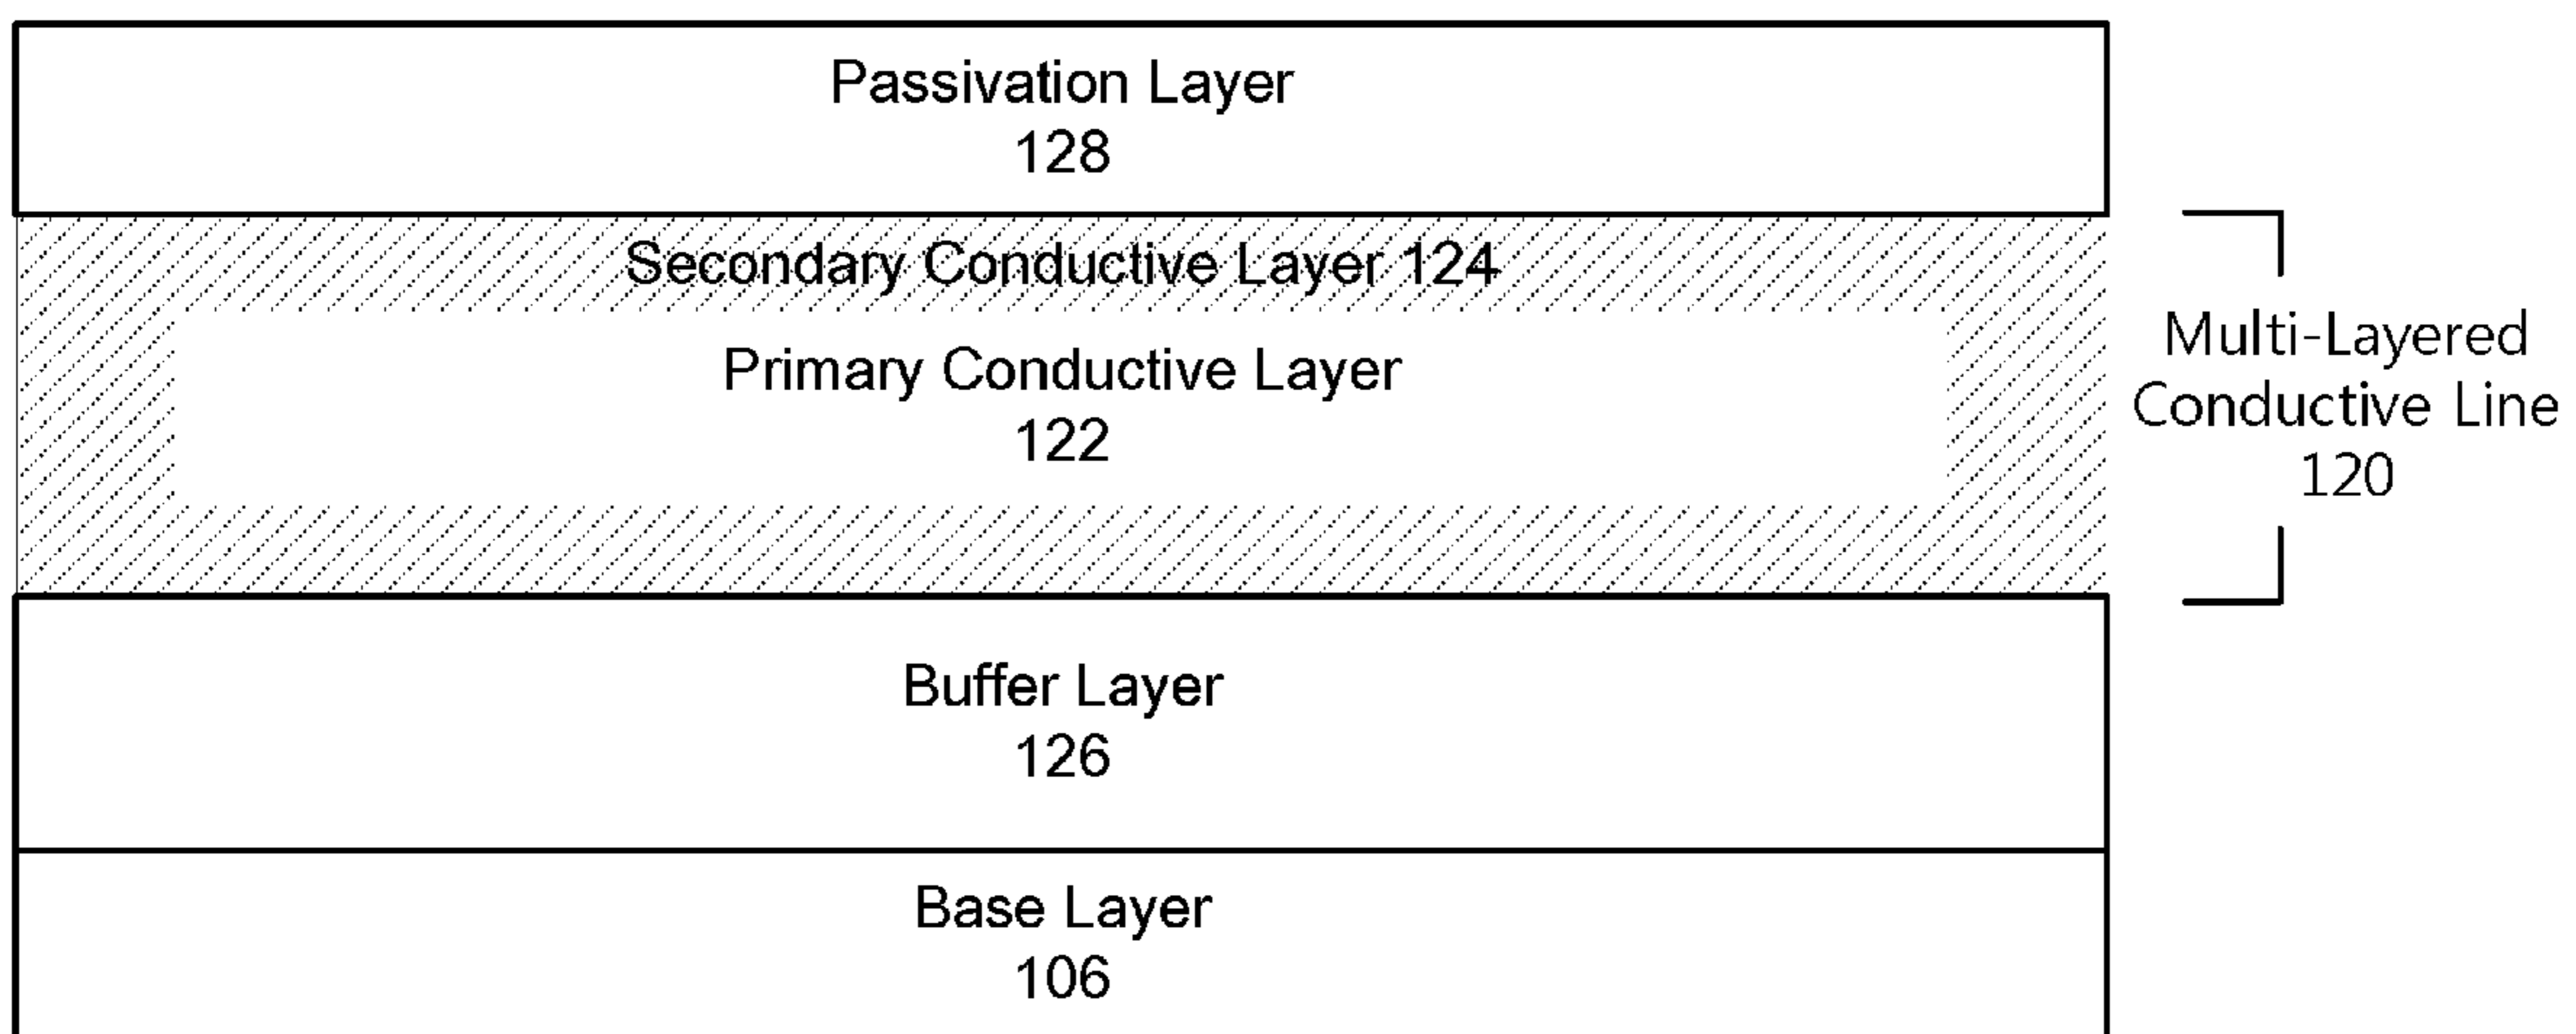 Passivation Layer
128
Secondary Conductive Layer 124
Primary Conductive Layer
122
Multi-Layered
Conductive Line
120
Buffer Layer
126
Base Layer
106